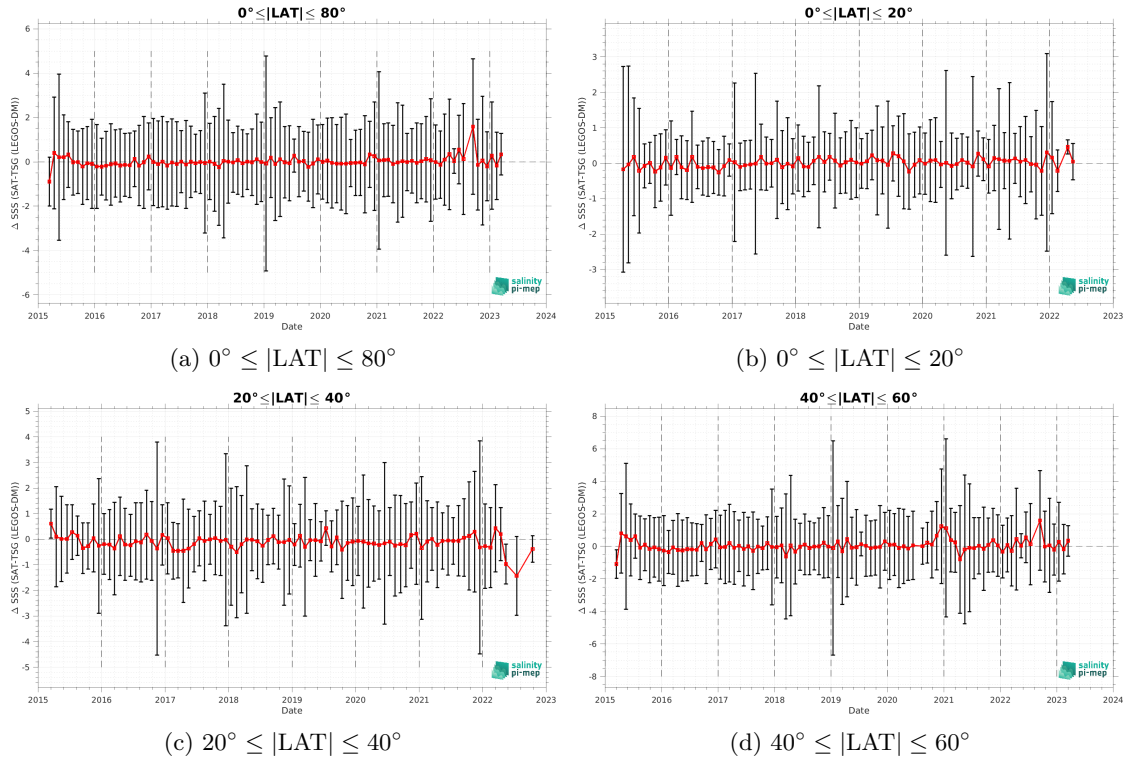 0°≤|LAT|≤ 80°
6
4
2
0
-2
-4
-6
Δ SSS (SAT-TSG (LEGOS-DM))
2015 2016 2017 2018 2019 2020 2021 2022 2023 2024
Date
salinity
pi-mep
(a) 0° ≤ |LAT| ≤ 80°
0°≤|LAT|≤ 20°
3
2
1
0
-1
-2
-3
Δ SSS (SAT-TSG (LEGOS-DM))
2015 2016 2017 2018 2019 2020 2021 2022 2023
Date
salinity
pi-mep
(b) 0° ≤ |LAT| ≤ 20°
20°≤|LAT|≤ 40°
5
4
3
2
1
0
-1
-2
-3
-4
-5
Δ SSS (SAT-TSG (LEGOS-DM))
2015 2016 2017 2018 2019 2020 2021 2022 2023
Date
salinity
pi-mep
(c) 20° ≤ |LAT| ≤ 40°
40°≤|LAT|≤ 60°
8
6
4
2
0
-2
-4
-6
-8
Δ SSS (SAT-TSG (LEGOS-DM))
2015 2016 2017 2018 2019 2020 2021 2022 2023 2024
Date
salinity
pi-mep
(d) 40° ≤ |LAT| ≤ 60°